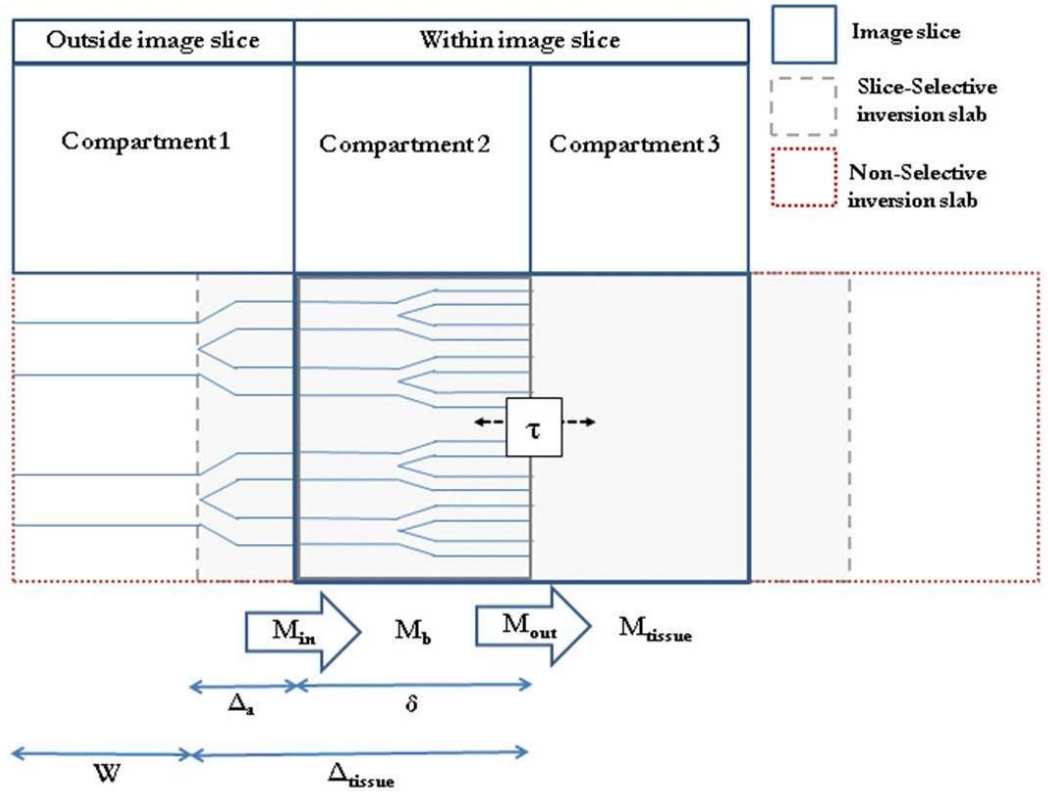 Outside image slice
Within image slice
Compartment 1
Compartment 2
Compartment 3
Image slice
Slice-Selective
inversion slab
Non-Selective
inversion slab
τ
M_in
M_b
M_out
M_tissue
Δ_a
δ
W
Δ_tissue